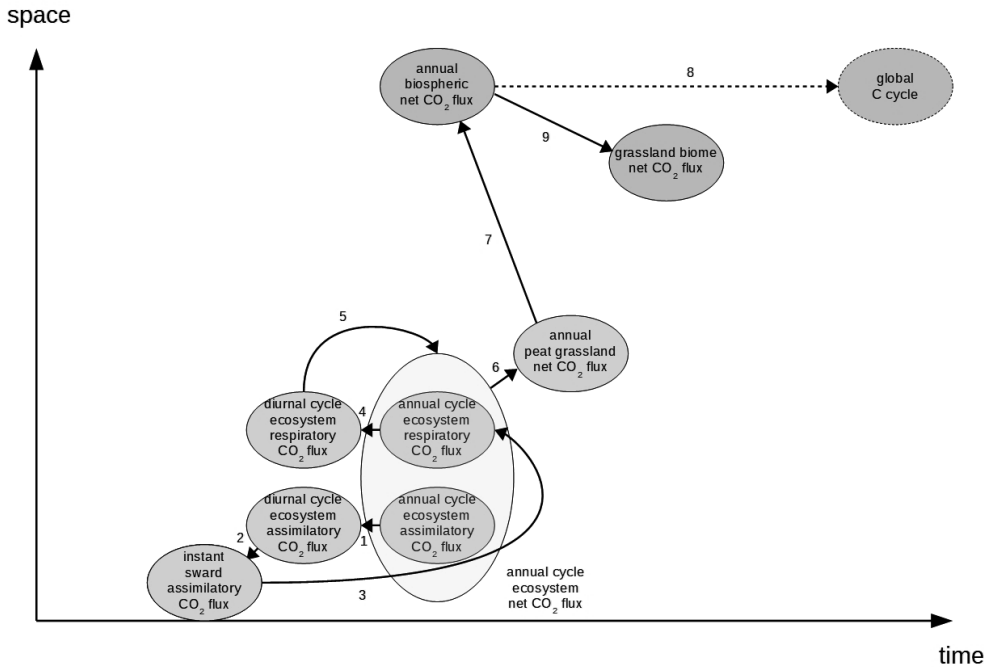 space
annual
biospheric
net CO2 flux
8
global
C cycle
9
grassland biome
net CO2 flux
7
5
annual
peat grassland
net CO2 flux
6
diurnal cycle
ecosystem
respiratory
CO2 flux
4
annual cycle
ecosystem
respiratory
CO2 flux
diurnal cycle
ecosystem
assimilatory
CO2 flux
1
annual cycle
ecosystem
assimilatory
CO2 flux
2
instant
sward
assimilatory
CO2 flux
3
annual cycle
ecosystem
net CO2 flux
time